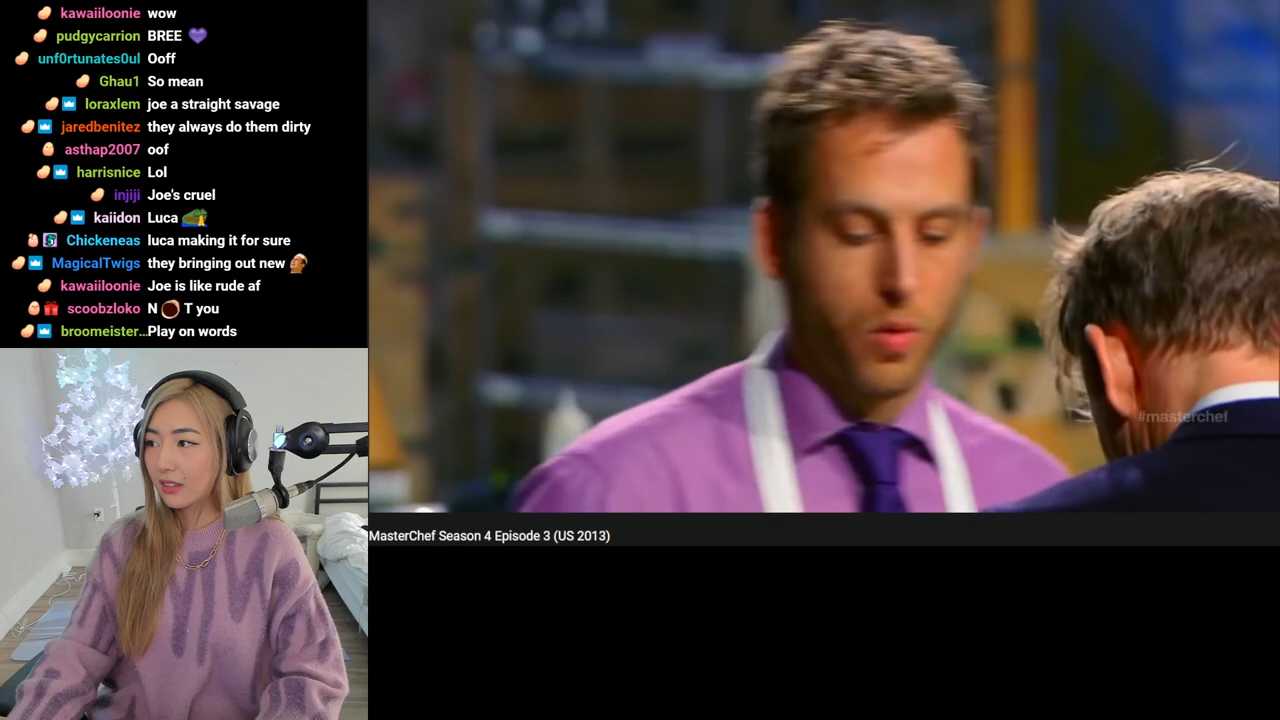 kawaiiloonie wow
pudgycarrion BREE
unf0rtunates0ul Ooff
Ghau1 So mean
loraxlem joe a straight savage
jaredbenitez they always do them dirty
asthap2007 oof
harrisnice Lol
injiji Joe's cruel
kaiidon Luca
Chickeneas luca making it for sure
MagicalTwigs they bringing out new
kawaiiloonie Joe is like rude af
scoobzloko N T you
broomeister… Play on words
#masterchef
MasterChef Season 4 Episode 3 (US 2013)